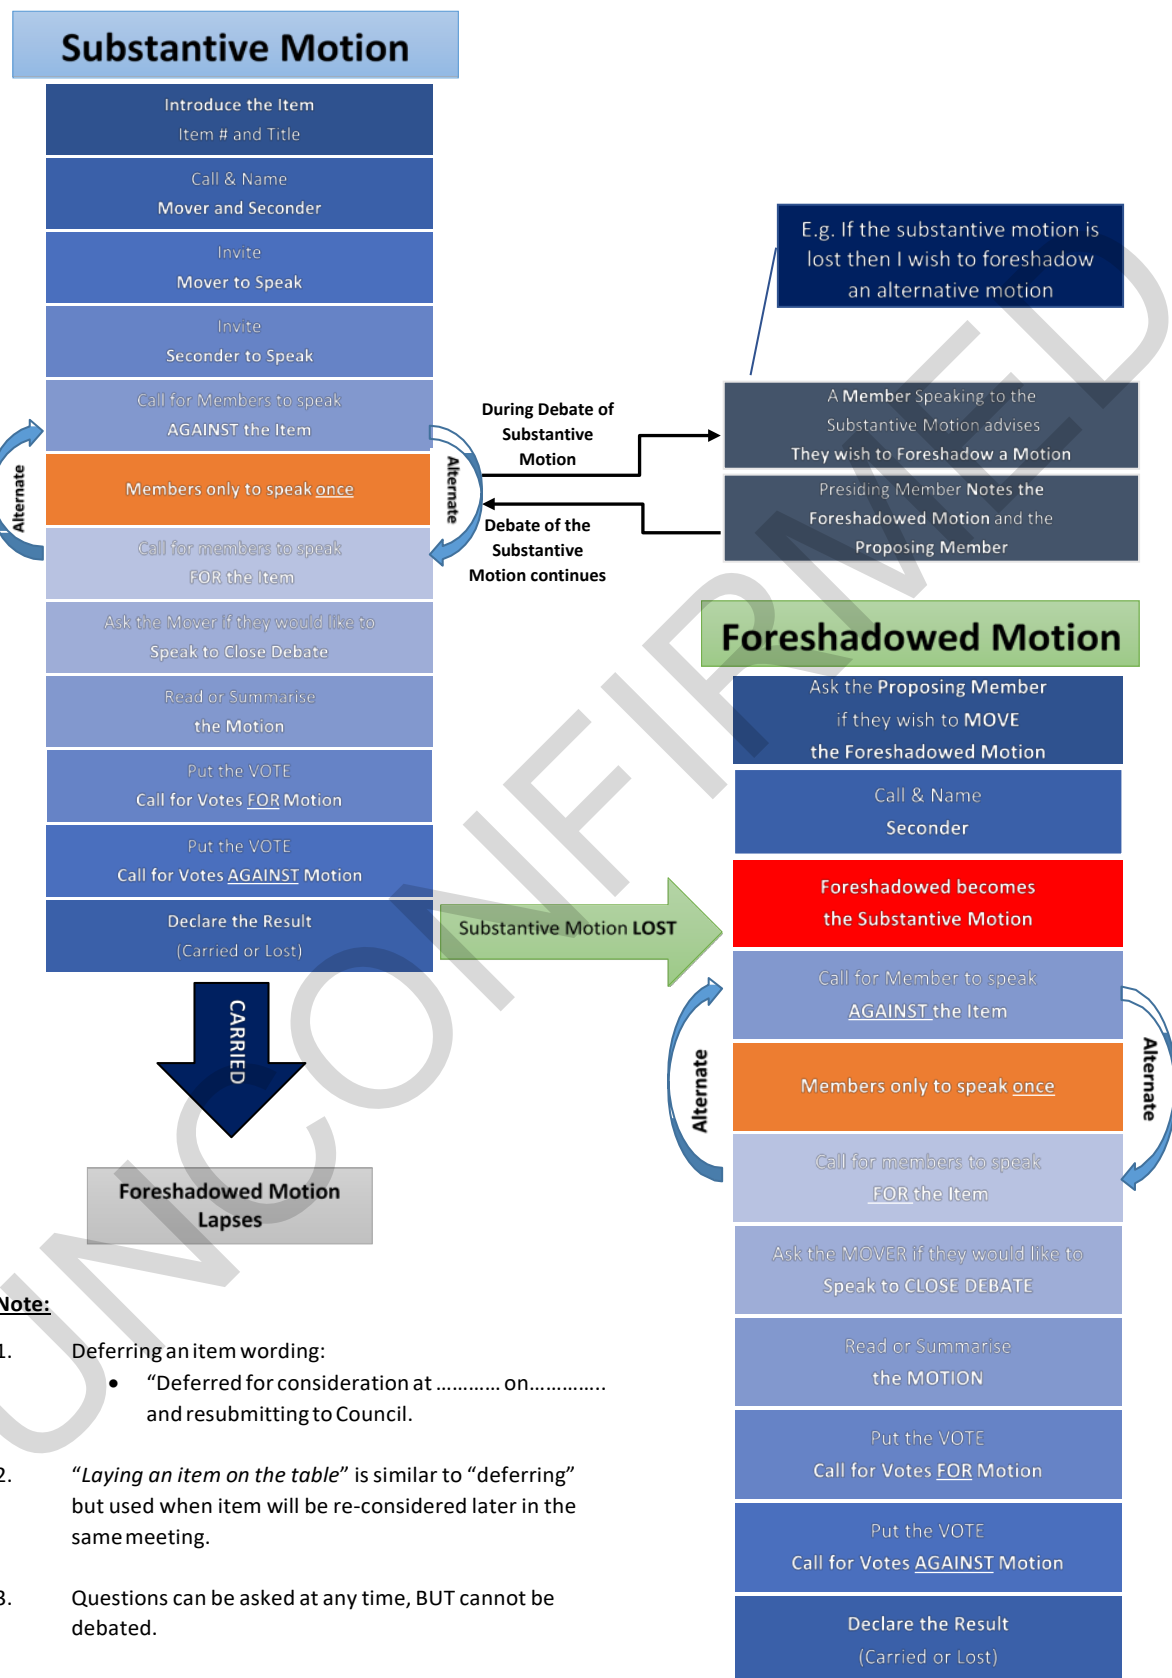 Substantive Motion
Introduce the Item
Item # and Title
Call & Name
Mover and Seconder
Invite
Mover to Speak
Invite
Seconder to Speak
Call for Members to speak
AGAINST the Item
Members only to speak once
Call for members to speak
FOR the Item
Alternate
Alternate
Ask the Mover if they would like to
Speak to Close Debate
Read or Summarise
the Motion
Put the VOTE
Call for Votes FOR Motion
Put the VOTE
Call for Votes AGAINST Motion
Declare the Result
(Carried or Lost)
CARRIED
Foreshadowed Motion
Lapses
During Debate of
Substantive
Motion
Debate of the
Substantive
Motion continues
E.g. If the substantive motion is
lost then I wish to foreshadow
an alternative motion
A Member Speaking to the
Substantive Motion advises
They wish to Foreshadow a Motion
Presiding Member Notes the
Foreshadowed Motion and the
Proposing Member
Substantive Motion LOST
Foreshadowed Motion
Ask the Proposing Member
if they wish to MOVE
the Foreshadowed Motion
Call & Name
Seconder
Foreshadowed becomes
the Substantive Motion
Call for Member to speak
AGAINST the Item
Members only to speak once
Call for members to speak
FOR the Item
Alternate
Alternate
Ask the MOVER if they would like to
Speak to CLOSE DEBATE
Read or Summarise
the MOTION
Put the VOTE
Call for Votes FOR Motion
Put the VOTE
Call for Votes AGAINST Motion
Declare the Result
(Carried or Lost)
Note:
1. Deferring an item wording:
• “Deferred for consideration at ………… on…………..
and resubmitting to Council.
2. “Laying an item on the table” is similar to “deferring”
but used when item will be re-considered later in the
same meeting.
3. Questions can be asked at any time, BUT cannot be
debated.
UNCONFIRMED